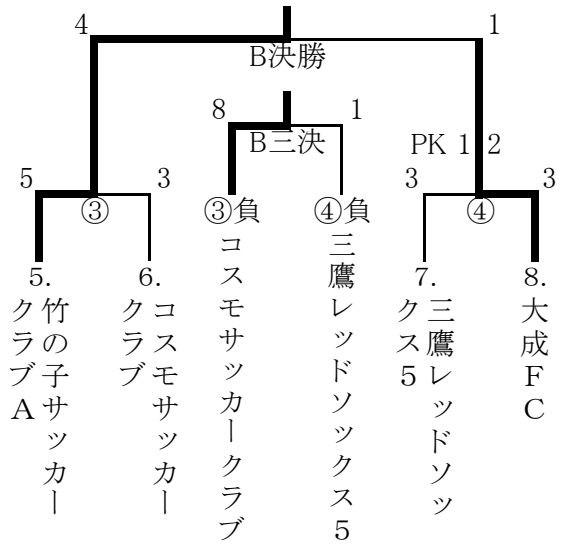 4
1
B決勝
8
1
B三決
PK 1 2
5
3
3
3
③
③負
④負
④
5.
6.
7.
8.
竹の子サッカー
クラブA
コスモサッカー
クラブ
コスモサッカークラブ
三鷹レッドソックス5
三鷹レッドソッ
クス5
大成FC